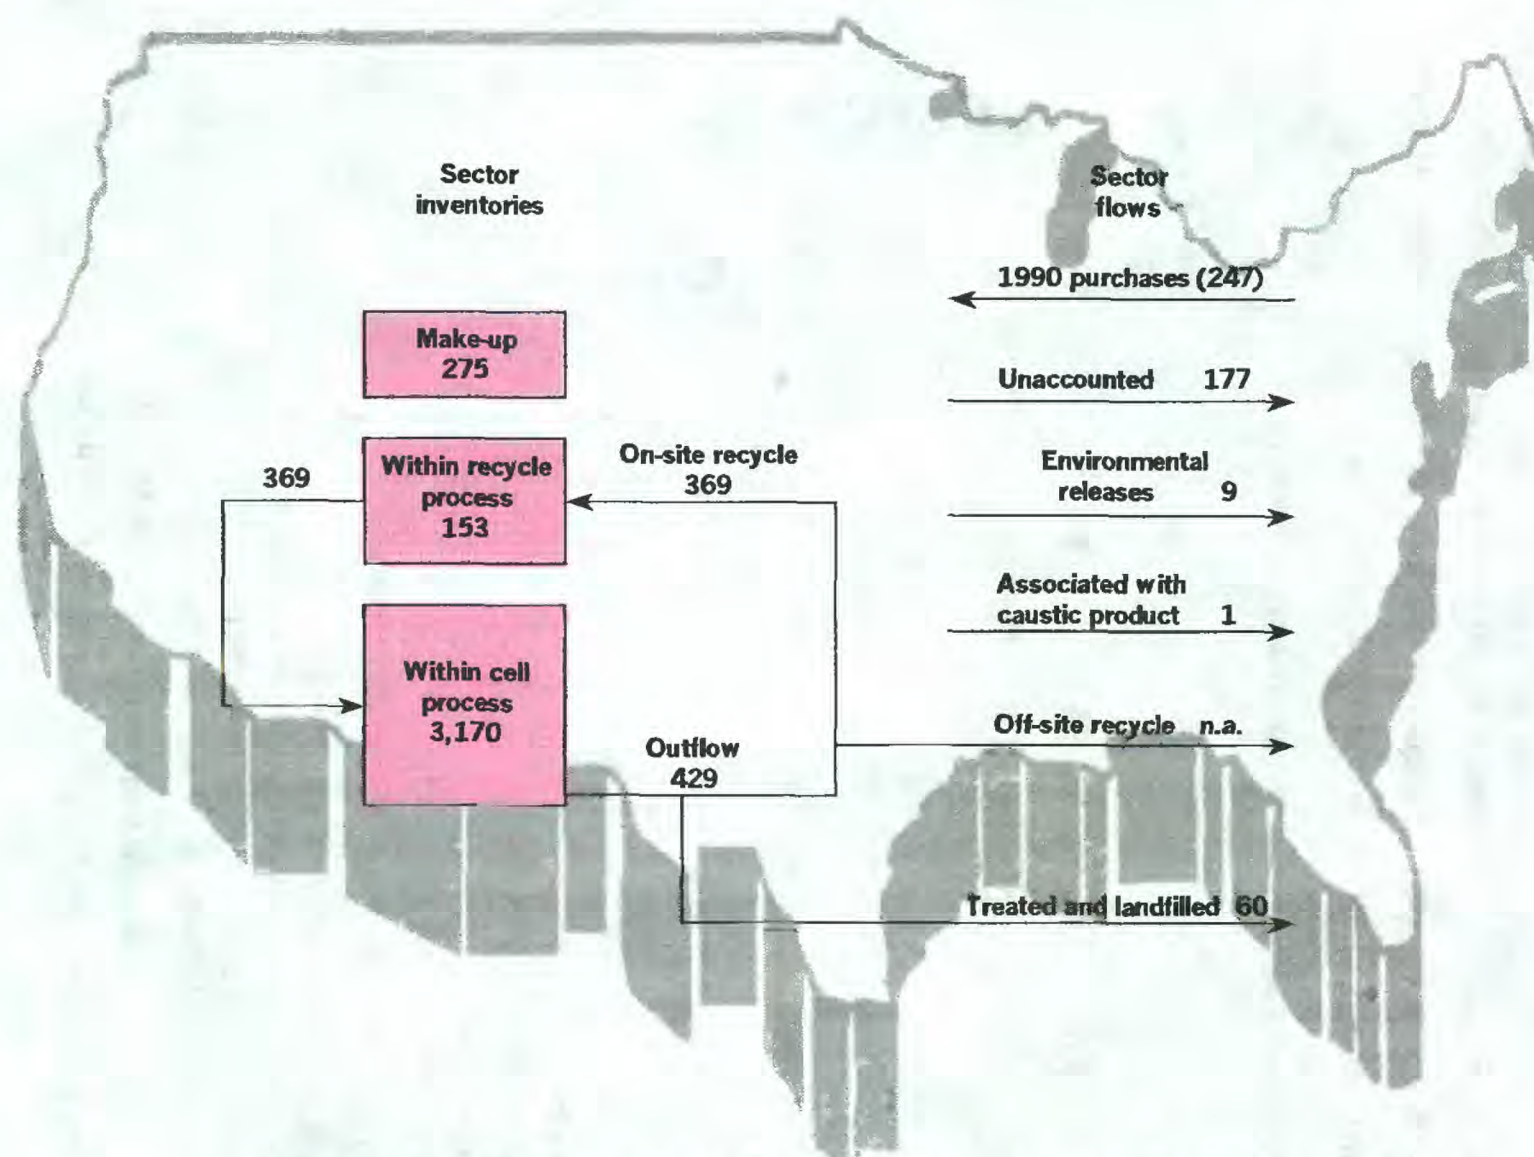 Sector
inventories
Sector
flows
1990 purchases (247)
Make-up
275
Unaccounted 177
369
Within recycle
process
153
On-site recycle
369
Environmental
releases 9
Associated with
caustic product 1
Within cell
process
3,170
Outflow
429
Off-site recycle n.a.
Treated and landfilled 60